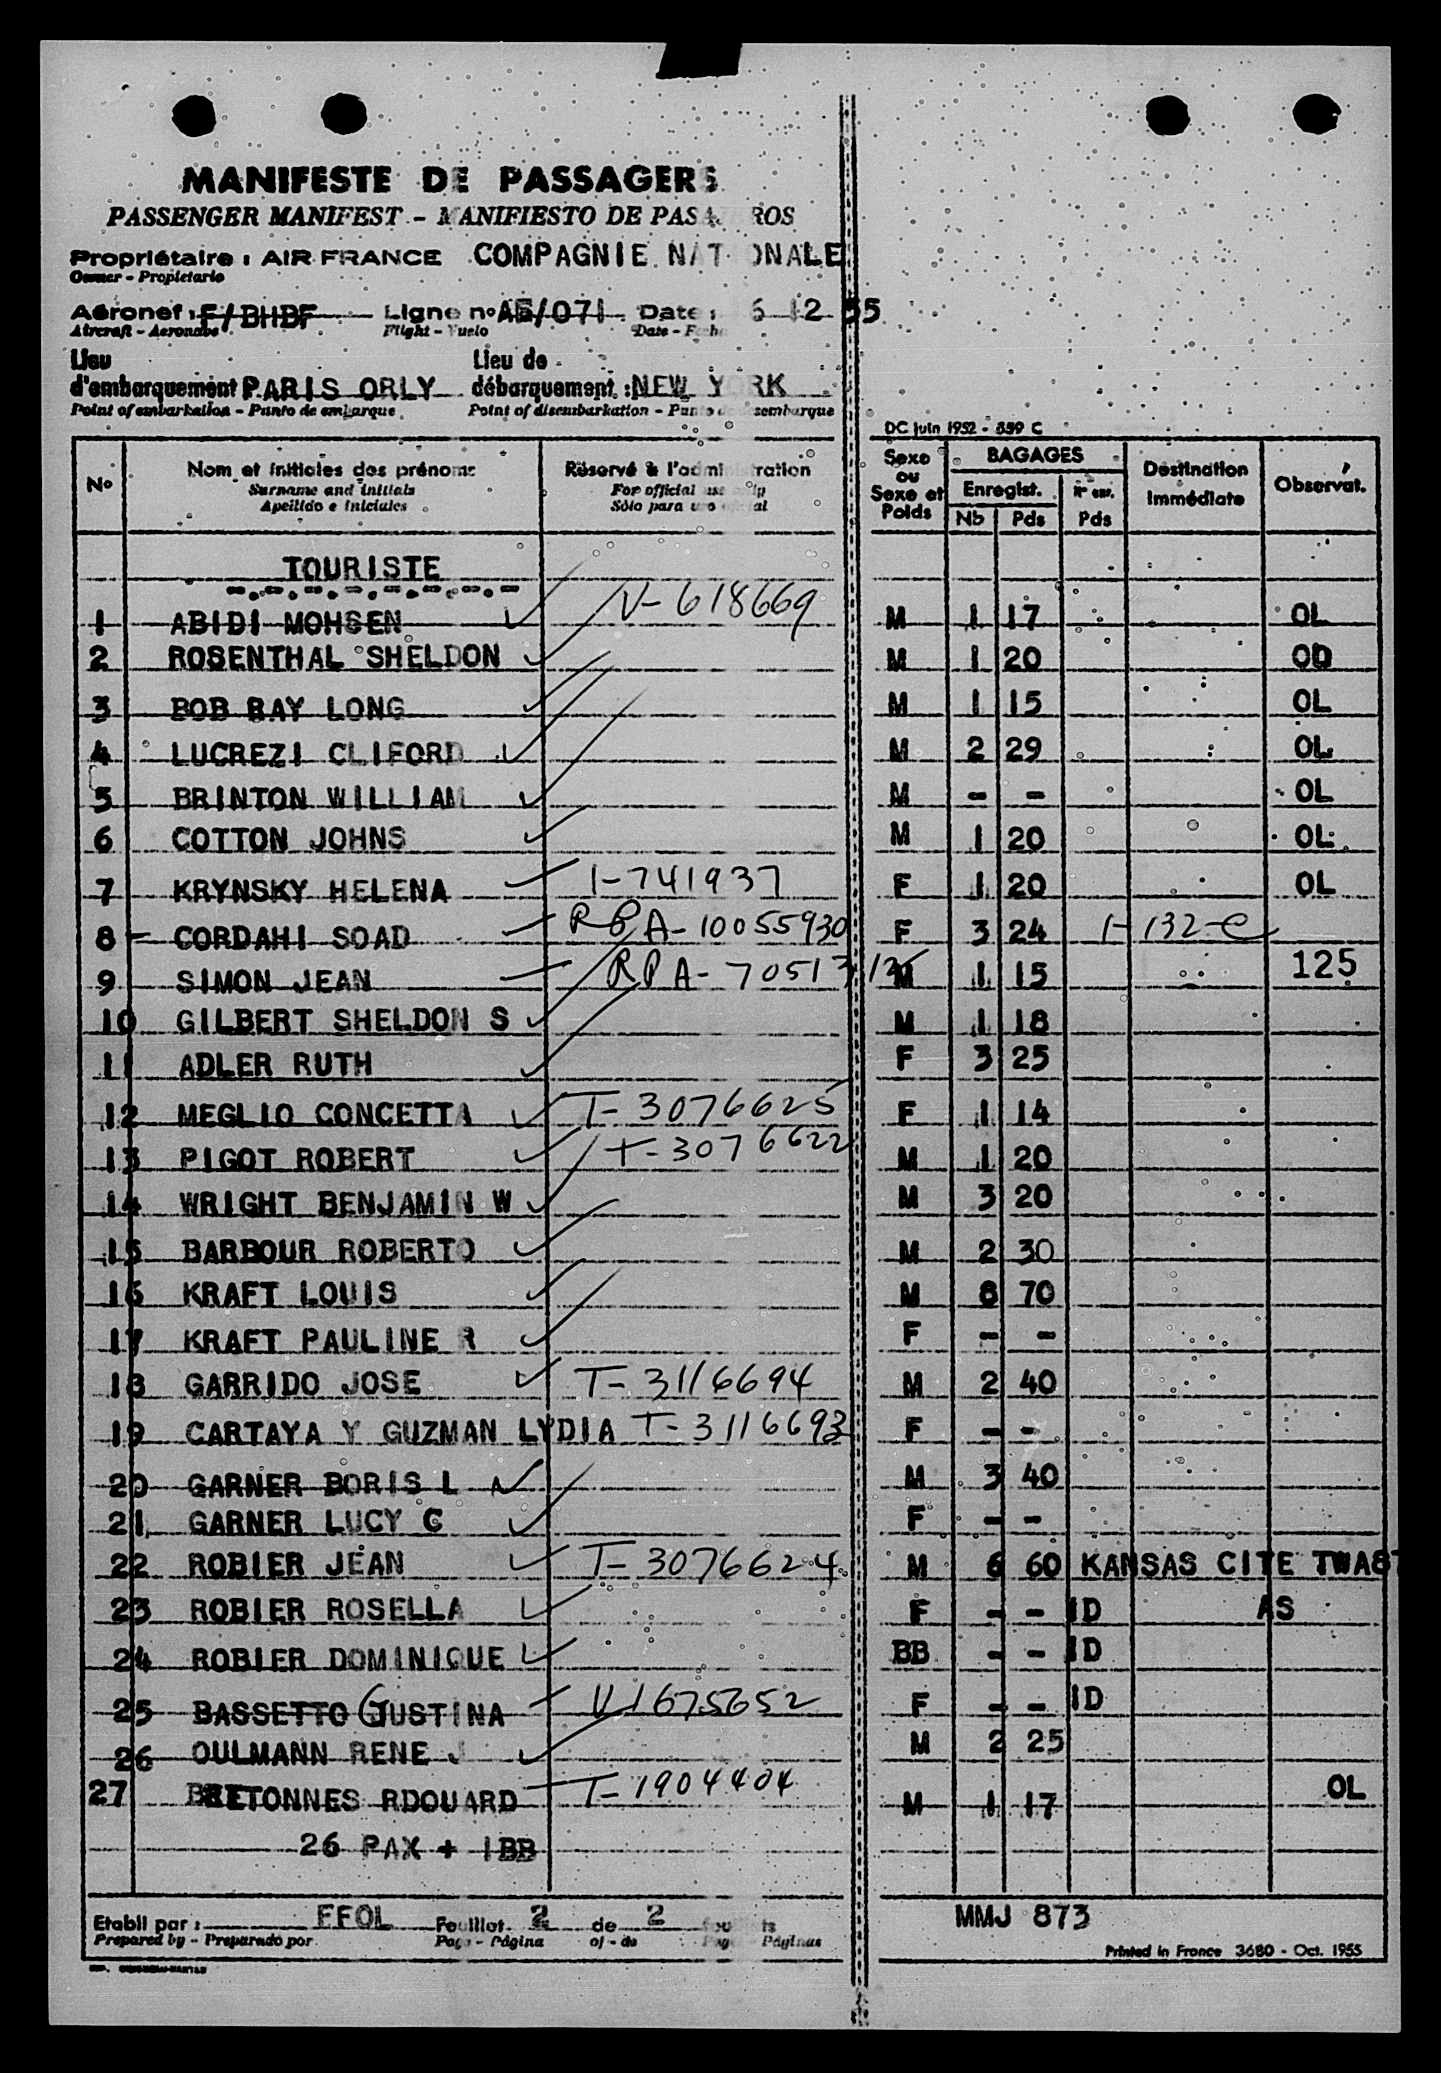 MANIFESTE DE PASSAGERS
PASSENGER MANIFEST - MANIFIESTO DE PASAJEROS
Propriétaire : AIR FRANCE COMPAGNIE NATIONALE
Owner - Propietario
Aéronef : F/BHBF Ligne n° AF/071 Date : 6 12 55
Aircraft - Aeronave Flight - Vuelo Date - Fecha
Lieu d'embarquement PARIS ORLY Lieu de débarquement : NEW YORK
Point of embarkation - Punto de embarque Point of disembarkation - Punto de desembarque
DC juin 1952 - 559 C
N° Nom et initiales des prénoms Réservé à l'administration Sexe ou Sexe et Poids BAGAGES Destination Immédiate Observat.
Surname and initials For official use only Enregist. Nᵒⁿ enr.
Apellido e iniciales Sólo para uso oficial Nb Pds Pds
TOURISTE
1 ABIDI MOHSEN V-618669 M 1 17 OL
2 ROSENTHAL SHELDON M 1 20 OD
3 BOB RAY LONG M 1 15 OL
4 LUCREZI CLIFORD M 2 29 OL
5 BRINTON WILLIAM M - - OL
6 COTTON JOHNS M 1 20 OL
7 KRYNSKY HELENA I-741937 F 1 20 OL
8 - CORDAHI SOAD RPA-10055930 F 3 24 1-132-C
9 SIMON JEAN RPA-7051313 M 1 15 125
10 GILBERT SHELDON S M 1 18
11 ADLER RUTH F 3 25
12 MEGLIO CONCETTA T-3076625 F 1 14
13 PIGOT ROBERT T-3076622 M 1 20
14 WRIGHT BENJAMIN W M 3 20
15 BARBOUR ROBERTO M 2 30
16 KRAFT LOUIS M 8 70
17 KRAFT PAULINE R F - -
18 GARRIDO JOSE T-3116694 M 2 40
19 CARTAYA Y GUZMAN LYDIA T-3116693 F - -
20 GARNER BORIS L M 3 40
21 GARNER LUCY C F - -
22 ROBIER JEAN T-3076624 M 6 60 KANSAS CITE TWA87
23 ROBIER ROSELLA F - - ID AS
24 ROBIER DOMINIQUE BB - - ID
25 BASSETTO GUSTINA V1675652 F - - ID
26 OULMANN RENE J M 2 25
27 BRETONNES RDOUARD T-1904404 M 1 17 OL
26 PAX + 1BB
Etabli par : FFOL Feuillet 2 de 2 feuillets MMJ 873
Prepared by - Preparado por Page - Página of - de Pages - Páginas
Printed in France 3680 - Oct. 1955